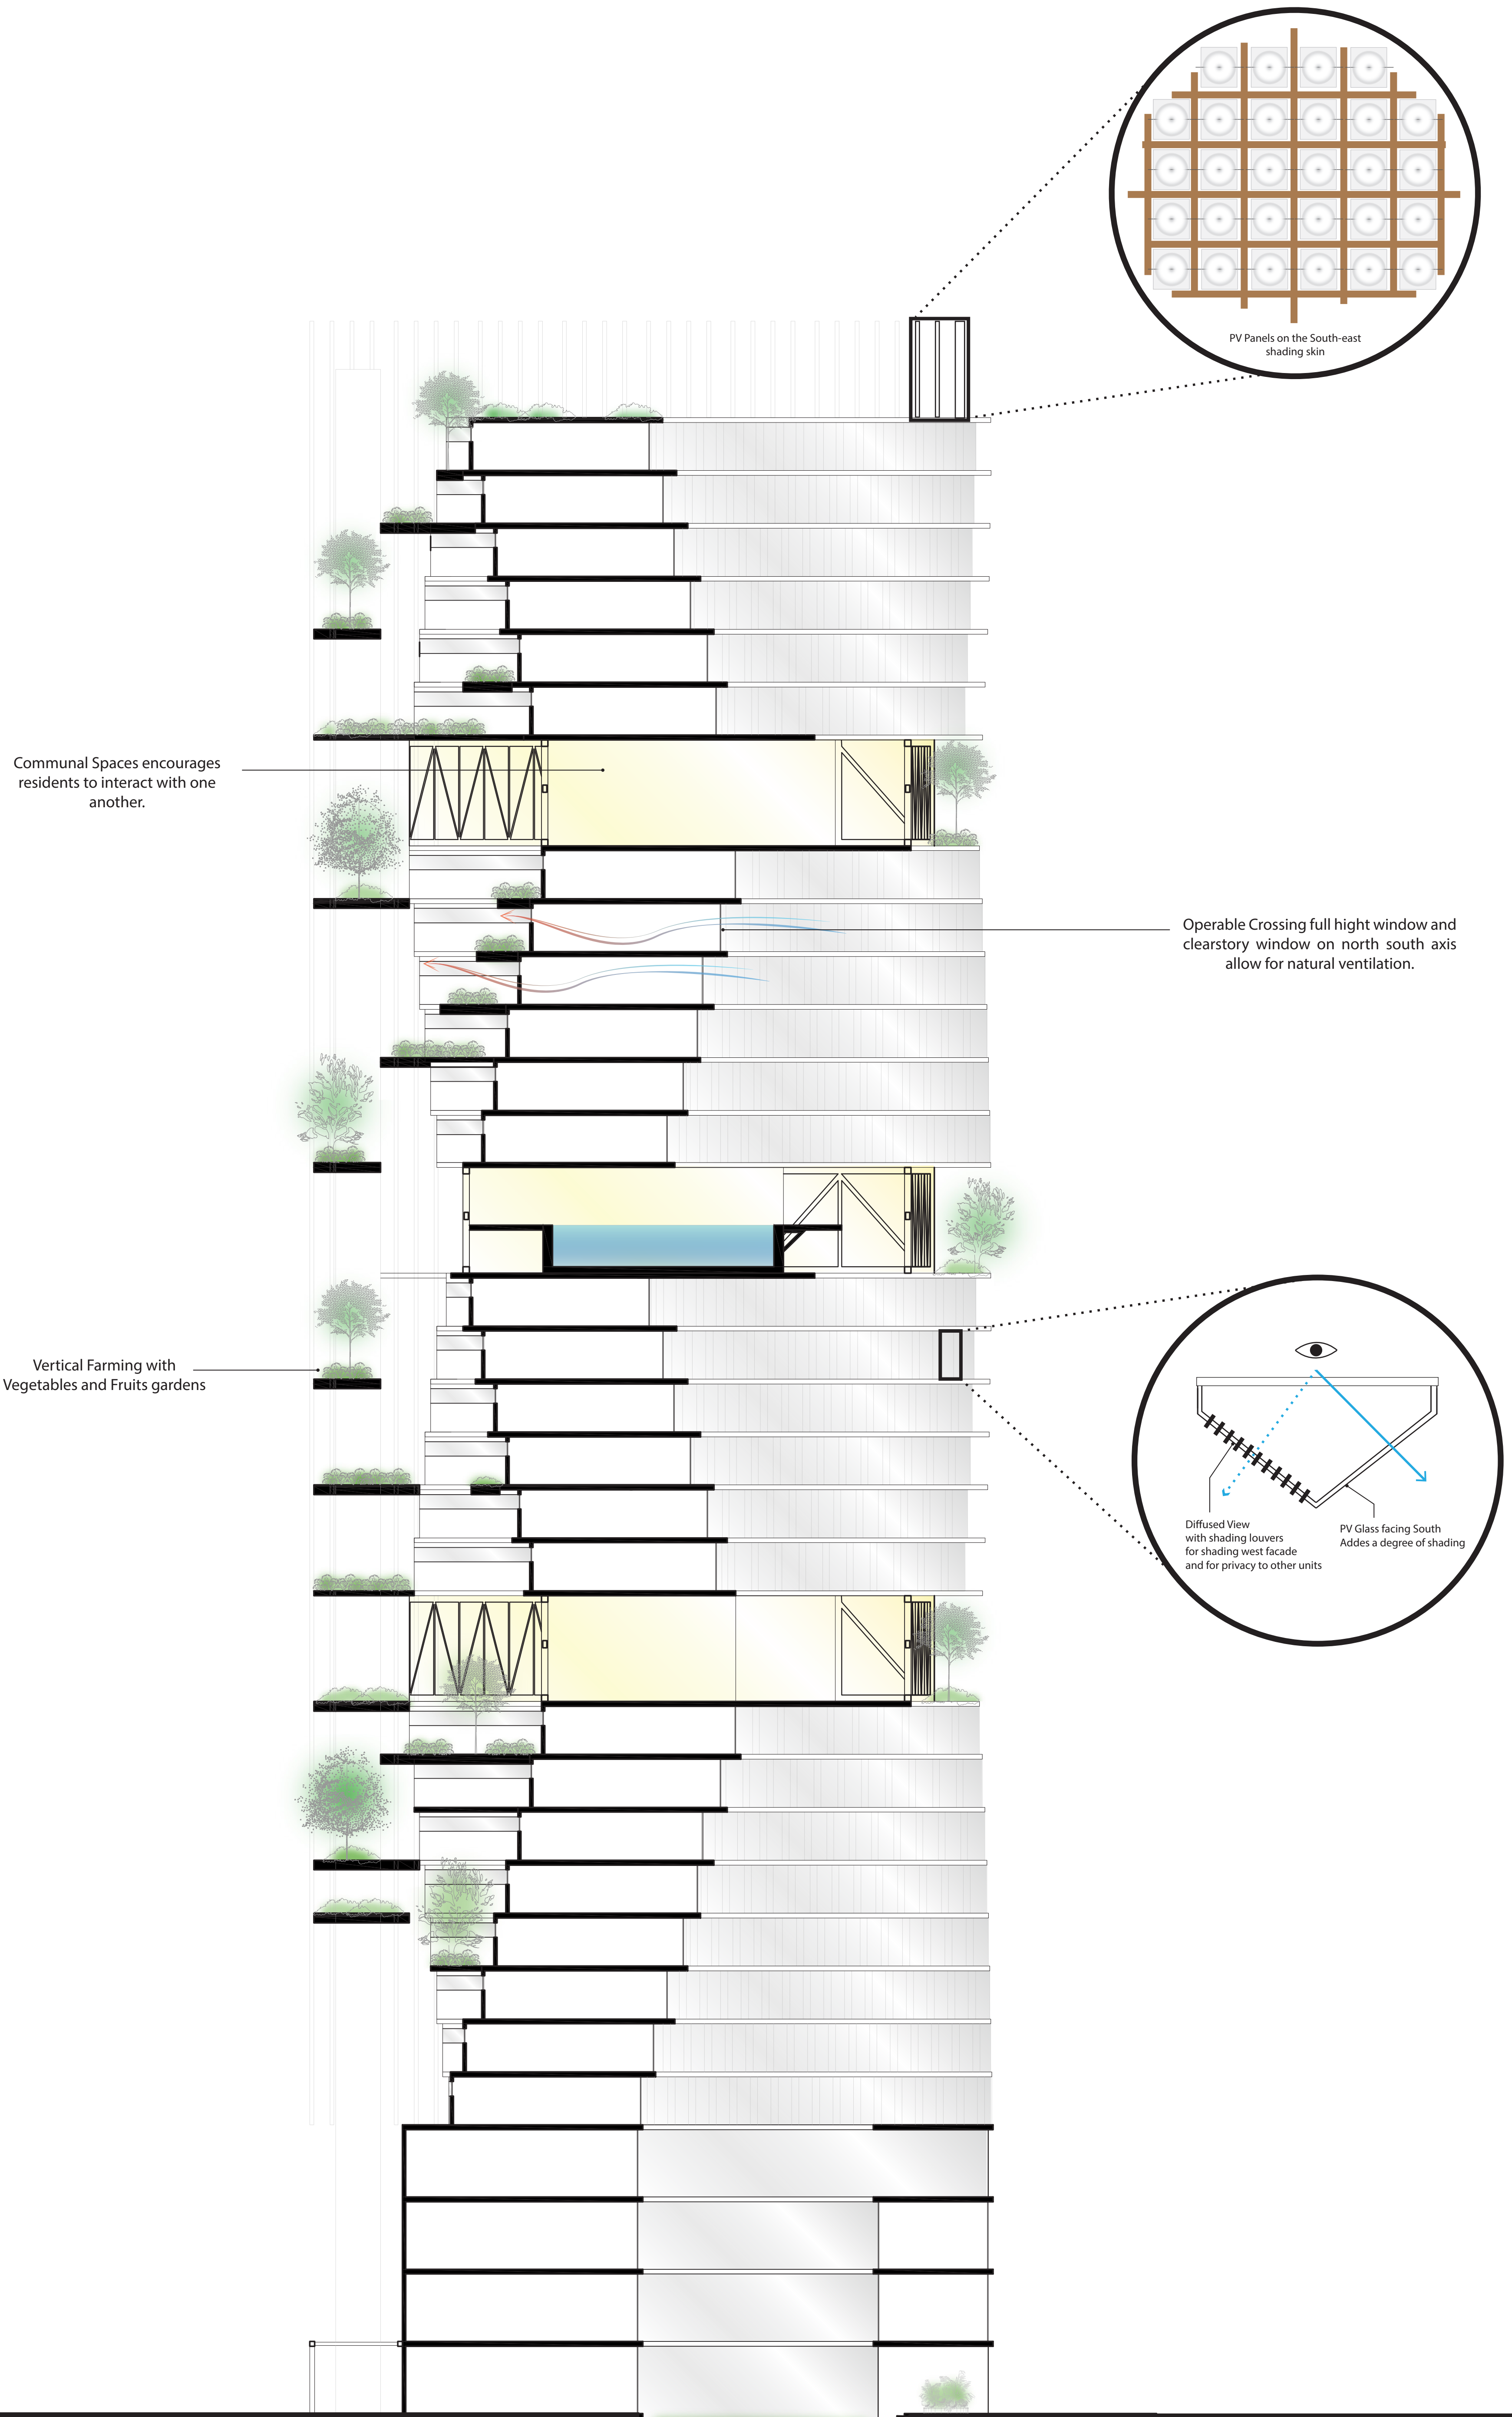 PV Panels on the South-east
shading skin
Communal Spaces encourages
residents to interact with one
another.
Operable Crossing full hight window and
clearstory window on north south axis
allow for natural ventilation.
Vertical Farming with
Vegetables and Fruits gardens
Diffused View
with shading louvers
for shading west facade
and for privacy to other units
PV Glass facing South
Addes a degree of shading